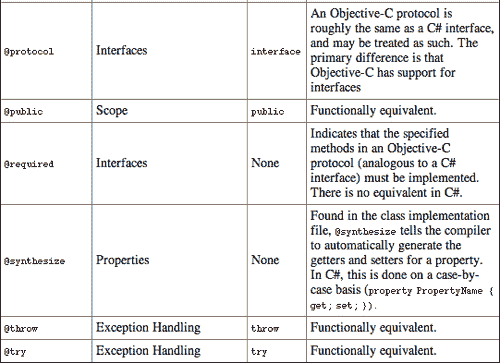 An Objective-C protocol is
roughly the same as a C# interface,
@protocol Interfaces interface and may be treated as such. The
primary difference is that
Objective-C has support for
interfaces
@public Scope public Functionally equivalent.
Indicates that the specified
methods in an Objective-C
@required Interfaces None protocol (analogous to a C#
interface) must be implemented.
There is no equivalent in C#.
Found in the class implementation
file, @synthesize tells the compiler
to automatically generate the
@synthesize Properties None getters and setters for a property.
In C#, this is done on a case-by-
case basis (property PropertyName {
get; set; }).
@throw Exception Handling throw Functionally equivalent.
@try Exception Handling try Functionally equivalent.